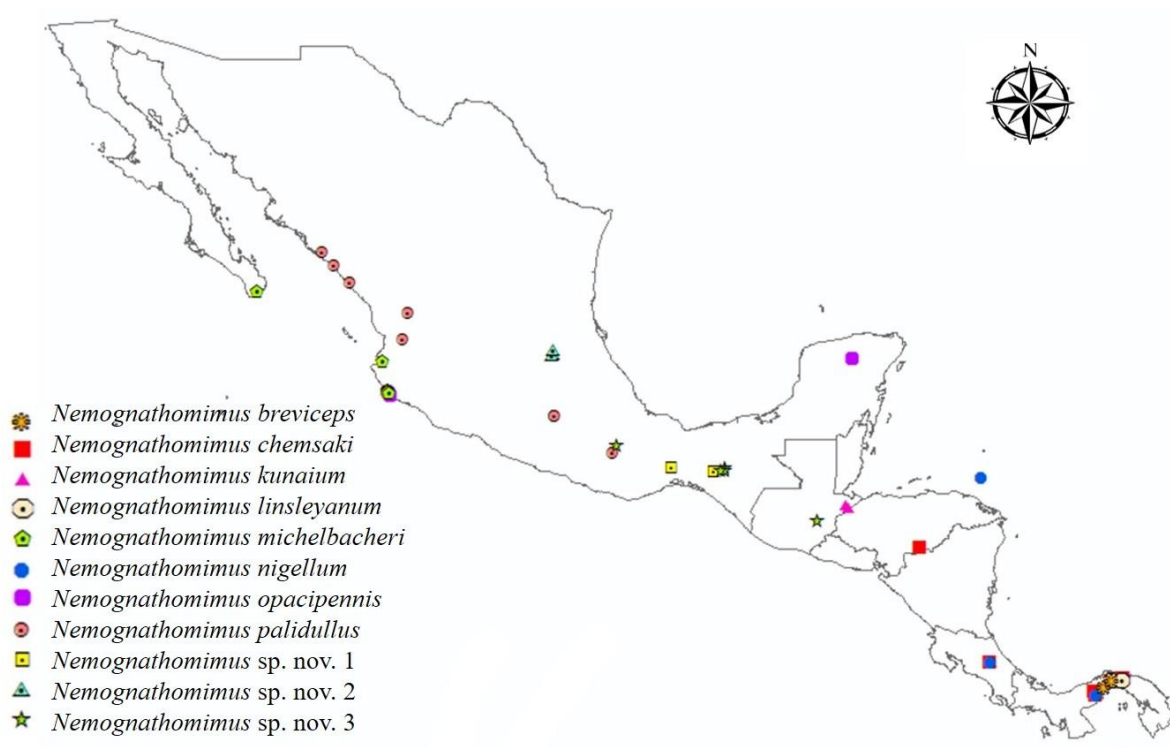 N
Nemognathomimus breviceps
Nemognathomimus chemsaki
Nemognathomimus kunaium
Nemognathomimus linsleyanum
Nemognathomimus michelbacheri
Nemognathomimus nigellum
Nemognathomimus opacipennis
Nemognathomimus palidullus
Nemognathomimus sp. nov. 1
Nemognathomimus sp. nov. 2
Nemognathomimus sp. nov. 3